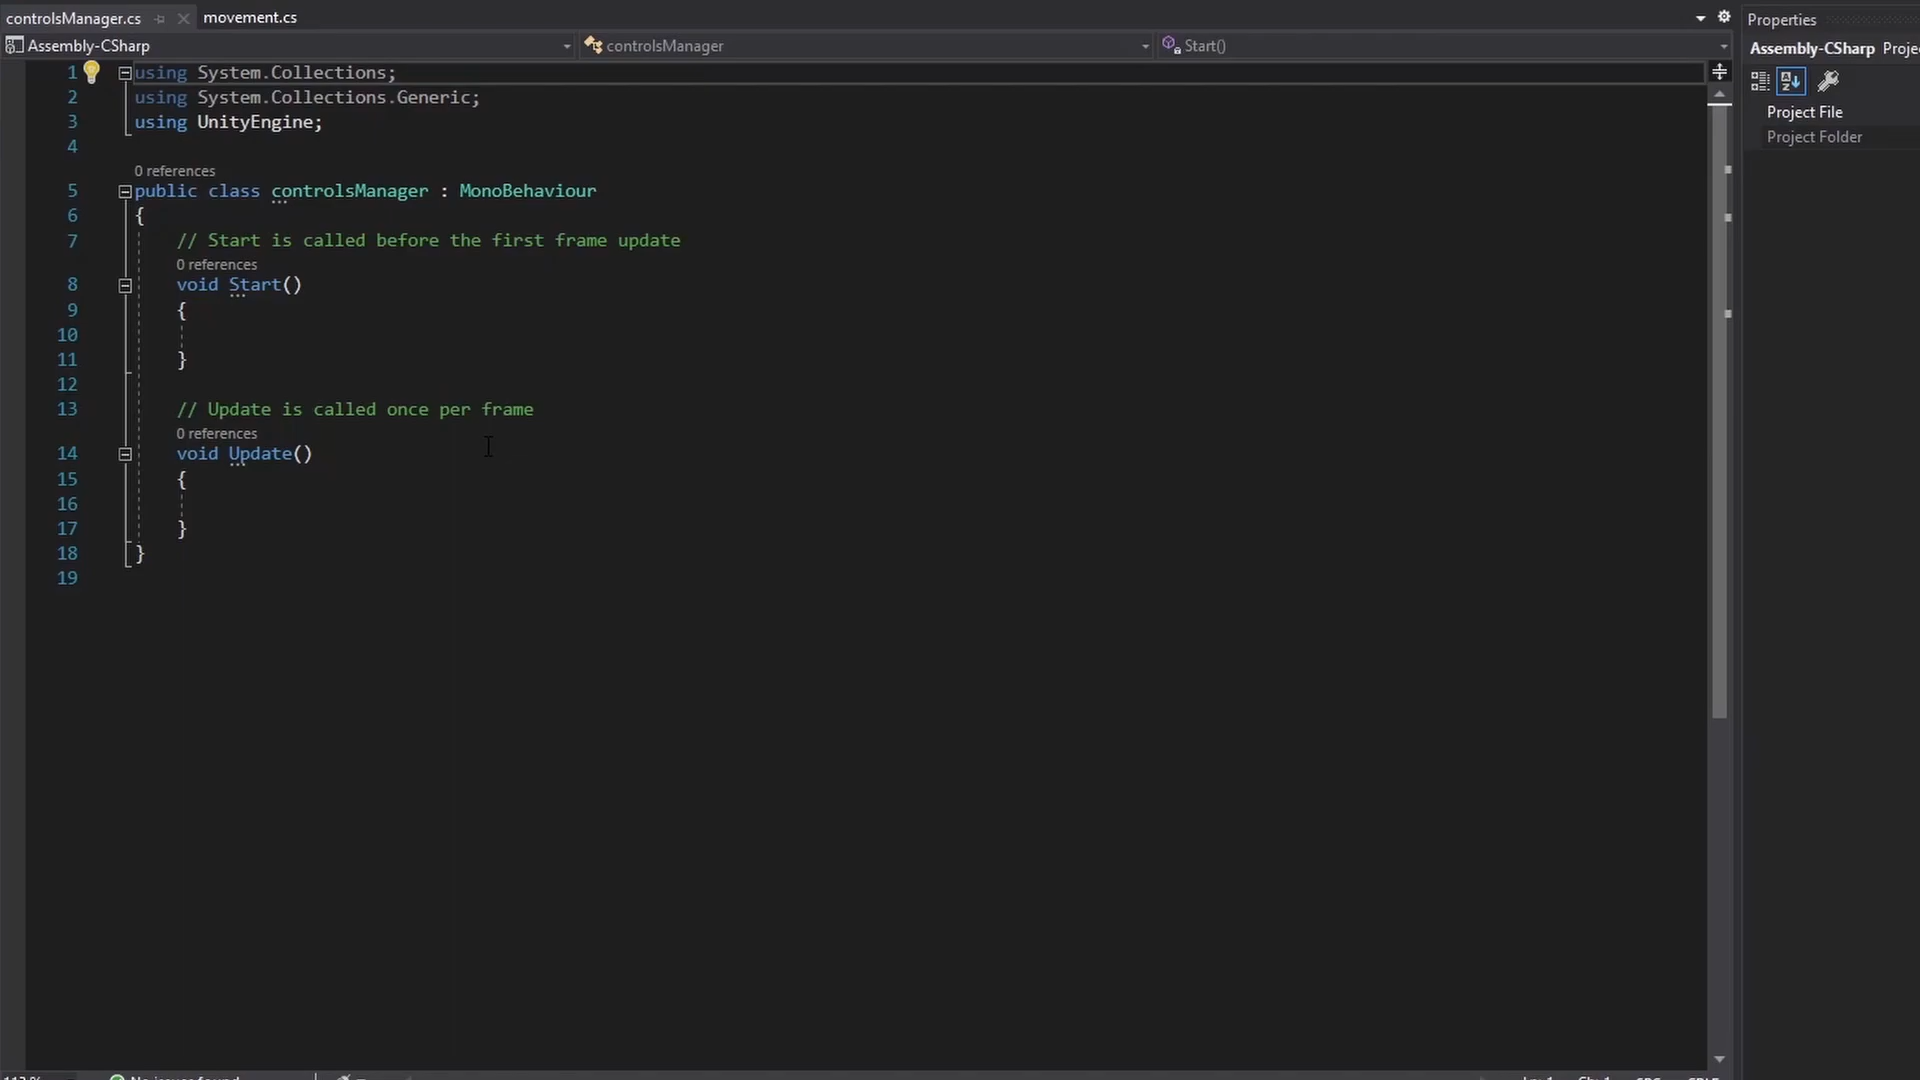 controlsManager.cs movement.cs
Properties
Assembly-CSharp controlsManager Start()
Assembly-CSharp
1 using System.Collections;
2 using System.Collections.Generic;
3 using UnityEngine;
4
0 references
5 public class controlsManager : MonoBehaviour
6 {
7 // Start is called before the first frame update
0 references
8 void Start()
9 {
10
11 }
12
13 // Update is called once per frame
0 references
14 void Update()
15 {
16
17 }
18 }
19
Project File
Project Folder
No issues found